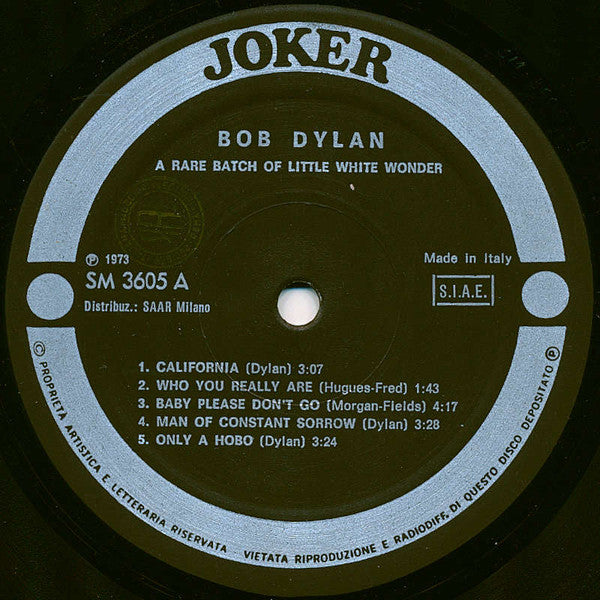 JOKER
BOB DYLAN
A RARE BATCH OF LITTLE WHITE WONDER
℗ 1973
SM 3605 A
Distribuz.: SAAR Milano
Made in Italy
S.I.A.E.
1. CALIFORNIA (Dylan) 3:07
2. WHO YOU REALLY ARE (Hugues-Fred) 1:43
3. BABY PLEASE DON'T GO (Morgan-Fields) 4:17
4. MAN OF CONSTANT SORROW (Dylan) 3:28
5. ONLY A HOBO (Dylan) 3:24
© PROPRIETÀ ARTISTICA E LETTERARIA RISERVATA VIETATA RIPRODUZIONE E RADIODIFF. DI QUESTO DISCO DEPOSITATO ℗